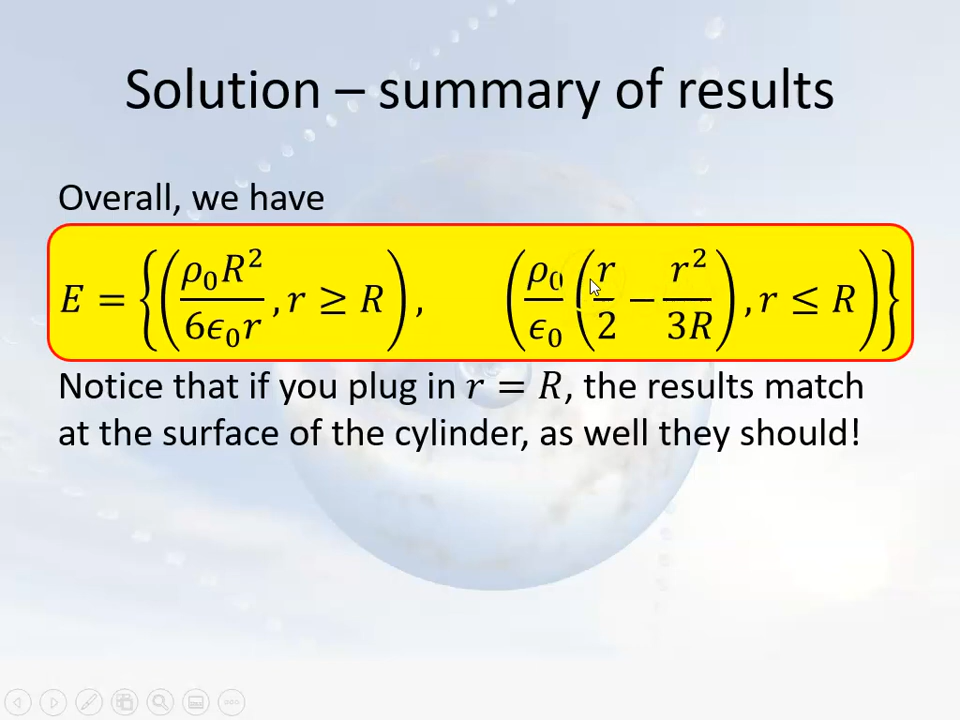 Solution – summary of results
Overall, we have
E = {(ρ₀R²/6ϵ₀r, r ≥ R), (ρ₀/ϵ₀ (r/2 − r²/3R), r ≤ R)}
Notice that if you plug in r = R, the results match
at the surface of the cylinder, as well they should!